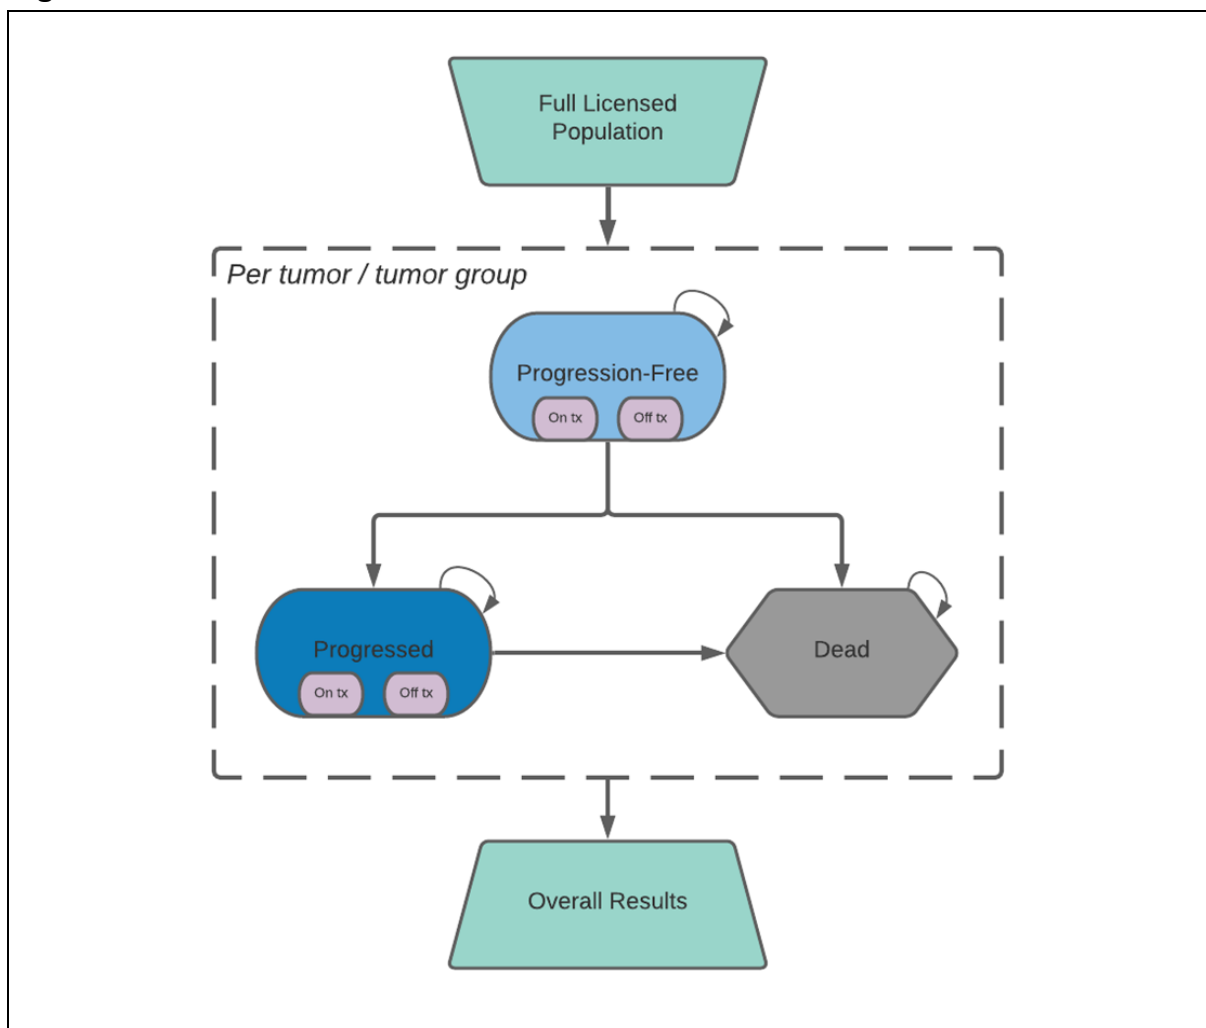 Full Licensed
Population
Per tumor / tumor group
Progression-Free
On tx
Off tx
Progressed
On tx
Off tx
Dead
Overall Results